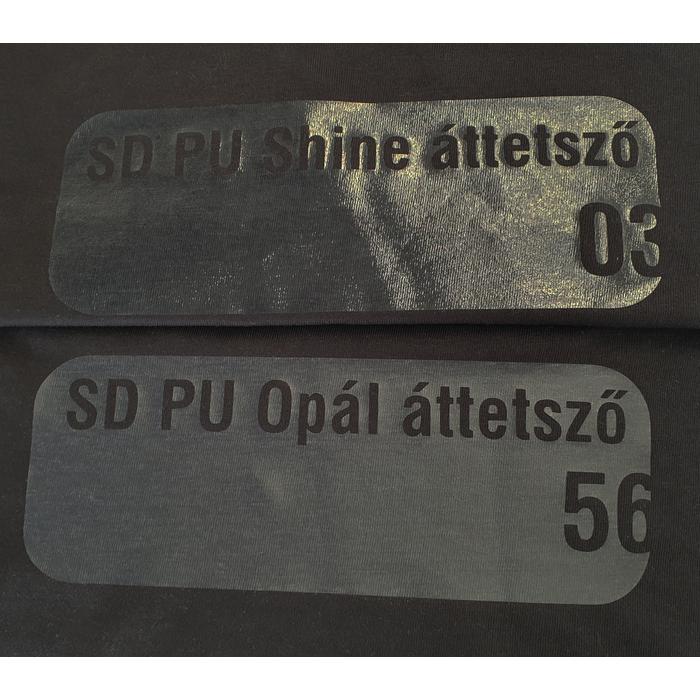 SD PU Shine áttetsző
03
SD PU Opál áttetsző
56